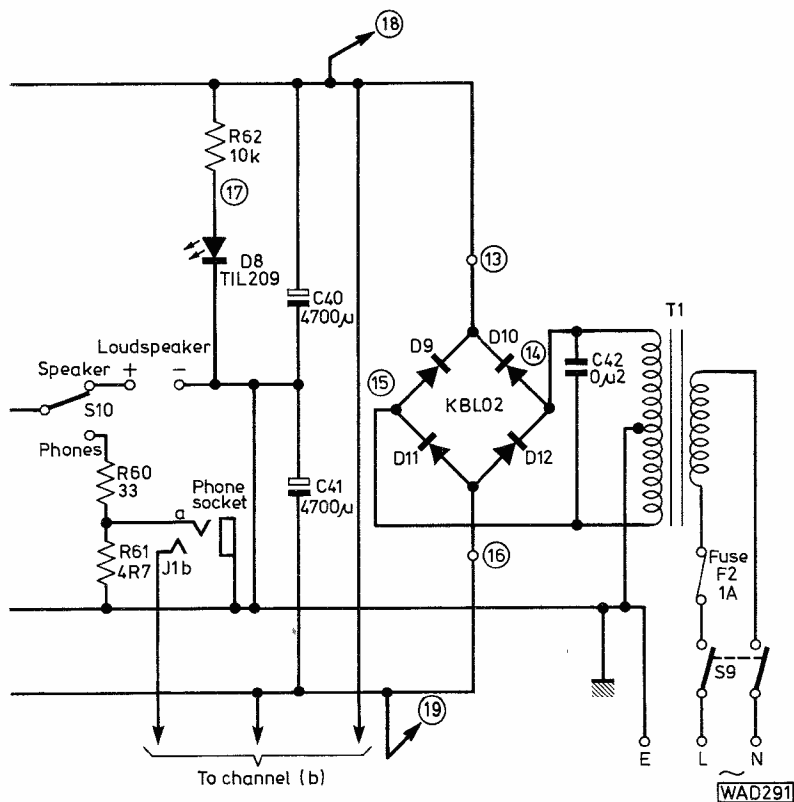 18
R62
10k
17
D8
TIL209
C40
4700µ
13
T1
D9
D10
14
C42
0µ2
15
KBL02
D11
D12
Loudspeaker
Speaker
+
−
S10
Phones
R60
33
Phone
socket
a
C41
4700µ
R61
4R7
J1b
16
Fuse
F2
1A
S9
19
To channel (b)
E
L
N
~
WAD291